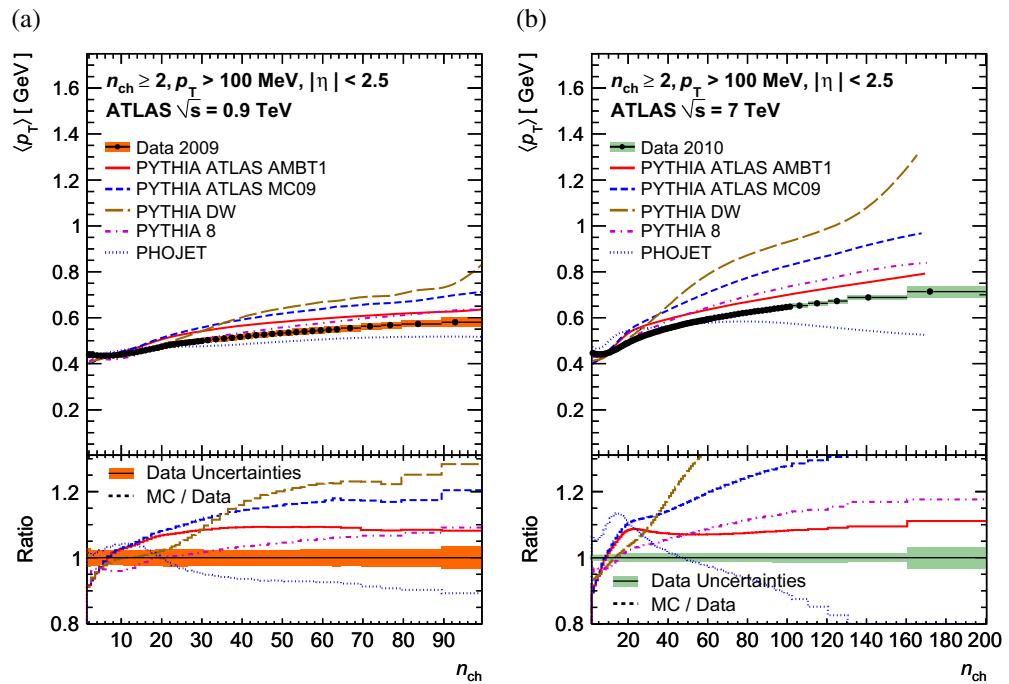 (a)
⟨p_T⟩ [ GeV ]
n_ch ≥ 2, p_T > 100 MeV, | η | < 2.5
ATLAS √s = 0.9 TeV
Data 2009
PYTHIA ATLAS AMBT1
PYTHIA ATLAS MC09
PYTHIA DW
PYTHIA 8
PHOJET
1.6
1.4
1.2
1
0.8
0.6
0.4
0.2
Ratio
Data Uncertainties
MC / Data
1.2
1
0.8
10 20 30 40 50 60 70 80 90
n_ch
(b)
⟨p_T⟩ [ GeV ]
n_ch ≥ 2, p_T > 100 MeV, | η | < 2.5
ATLAS √s = 7 TeV
Data 2010
PYTHIA ATLAS AMBT1
PYTHIA ATLAS MC09
PYTHIA DW
PYTHIA 8
PHOJET
1.6
1.4
1.2
1
0.8
0.6
0.4
0.2
Ratio
Data Uncertainties
MC / Data
1.2
1
0.8
20 40 60 80 100 120 140 160 180 200
n_ch